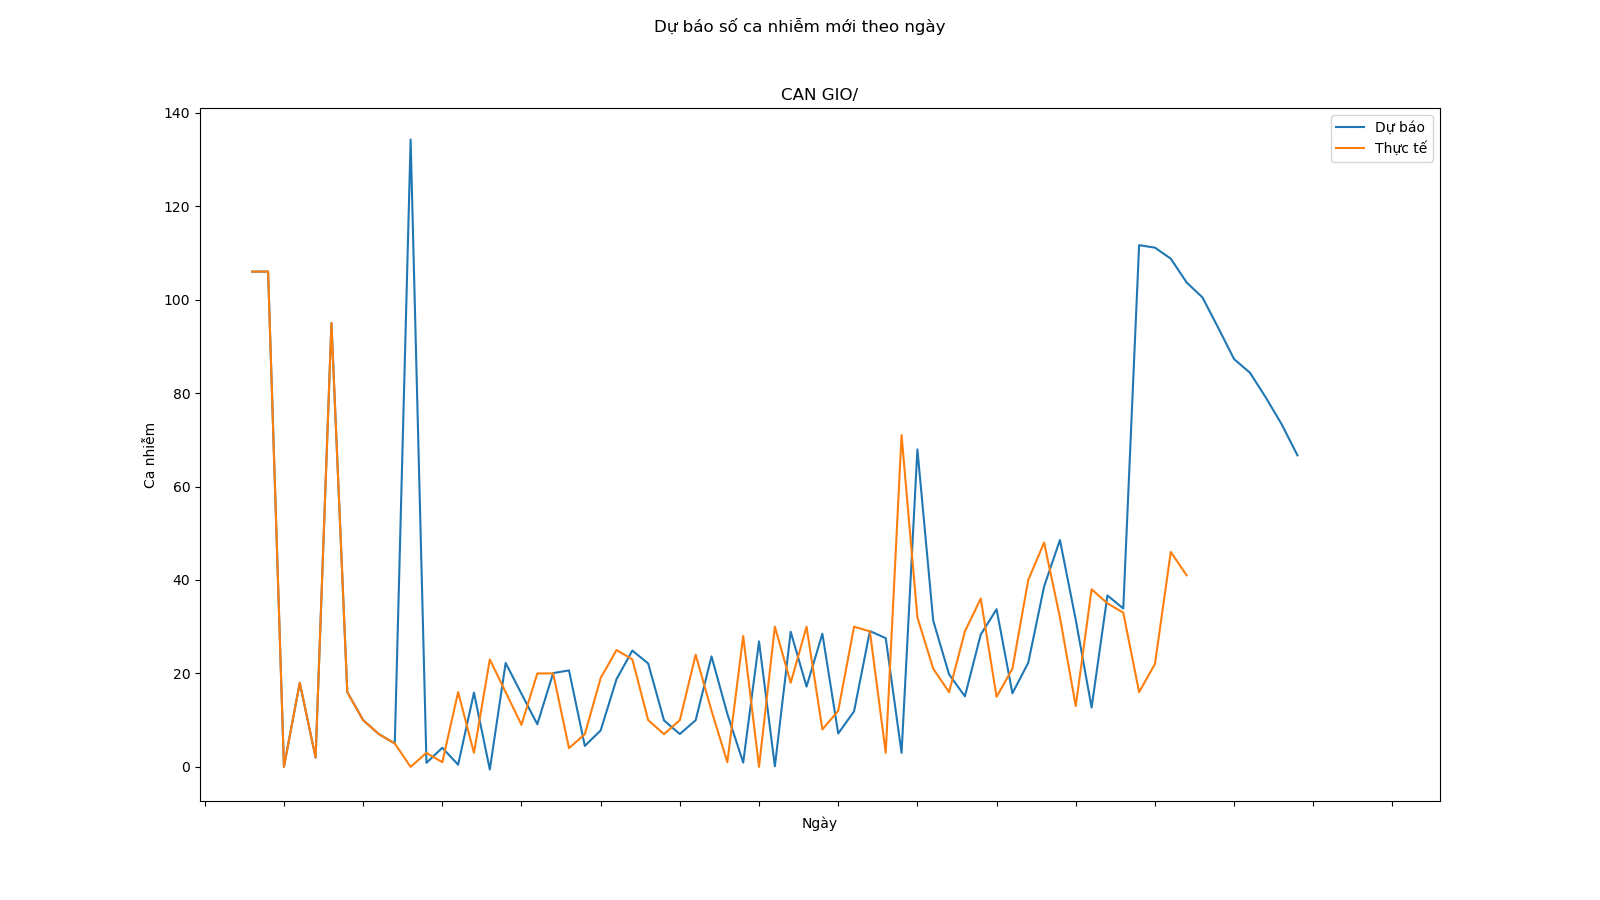 Dự báo số ca nhiễm mới theo ngày
CAN GIO/
140
120
100
80
60
40
20
0
Ca nhiễm
Dự báo
Thực tế
Ngày